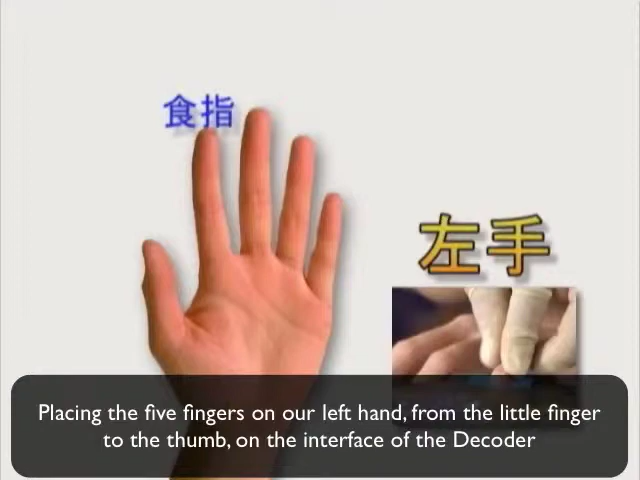 食指
左手
Placing the five fingers on our left hand, from the little finger
to the thumb, on the interface of the Decoder